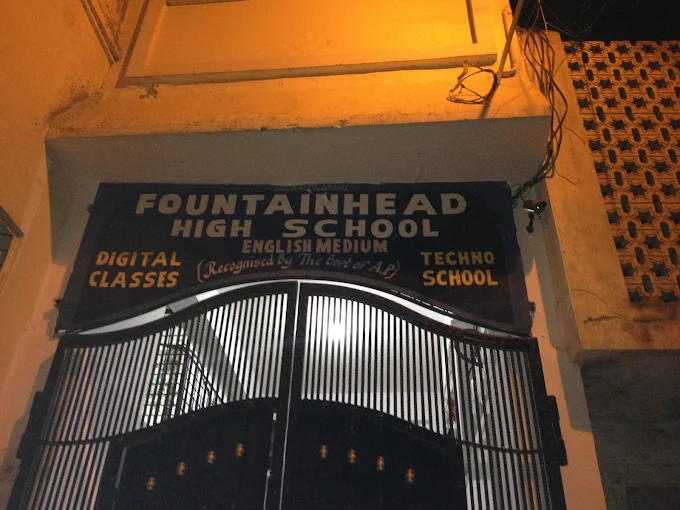 FOUNTAINHEAD
HIGH SCHOOL
ENGLISH MEDIUM
(Recognised By The Govt of A.P)
DIGITAL
CLASSES
TECHNO
SCHOOL